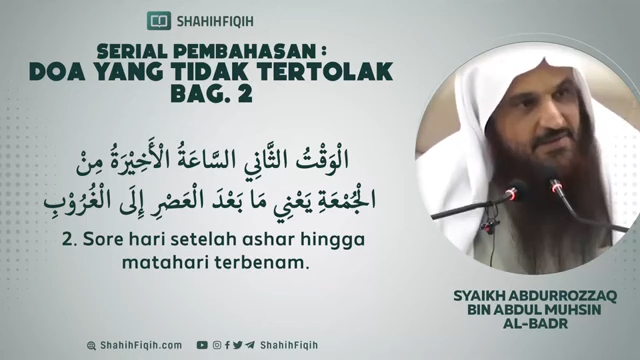 SHAHIHFIQIH
SERIAL PEMBAHASAN :
DOA YANG TIDAK TERTOLAK
BAG. 2
الْوَقْتُ الثَّانِي السَّاعَةُ الْأَخِيْرَةُ مِنْ
الْجُمْعَةِ يَعْنِي مَا بَعْدَ الْعَصْرِ إِلَى الْغُرُوْبِ
2. Sore hari setelah ashar hingga
matahari terbenam.
SYAIKH ABDURROZZAQ
BIN ABDUL MUHSIN
AL-BADR
ShahihFiqih.com
ShahihFiqih